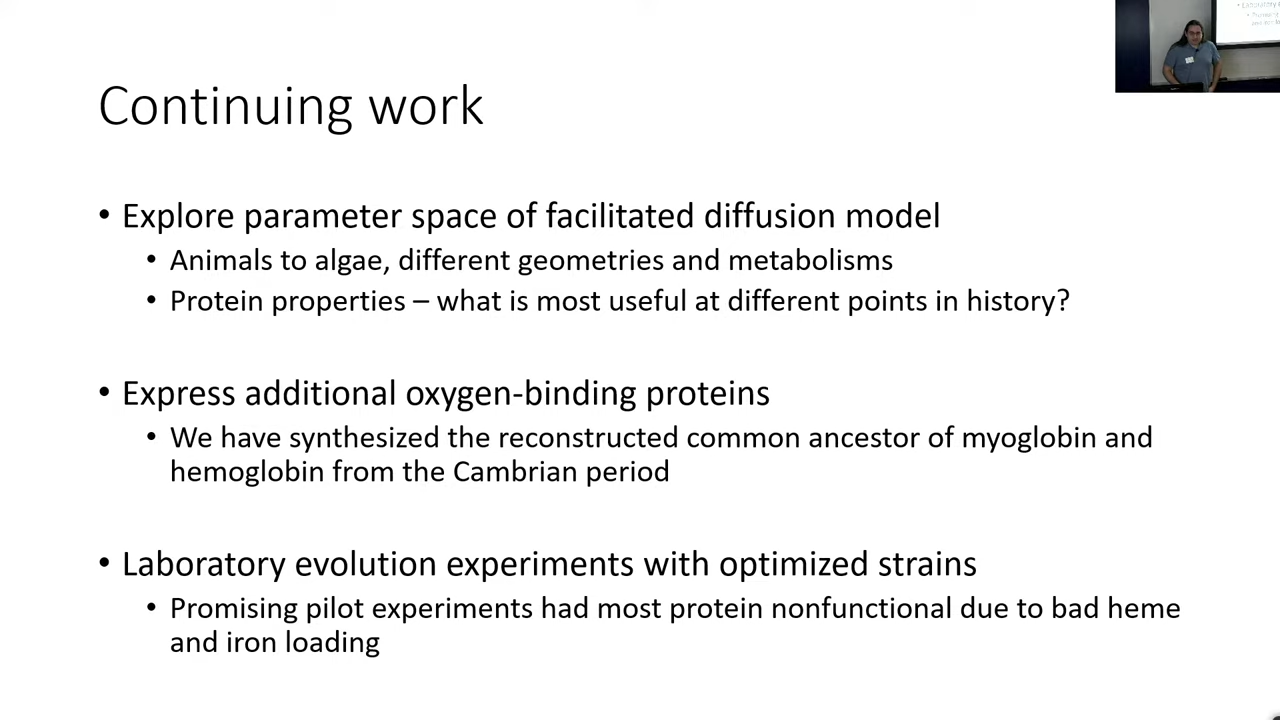 Continuing work
• Explore parameter space of facilitated diffusion model
• Animals to algae, different geometries and metabolisms
• Protein properties – what is most useful at different points in history?
• Express additional oxygen-binding proteins
• We have synthesized the reconstructed common ancestor of myoglobin and
hemoglobin from the Cambrian period
• Laboratory evolution experiments with optimized strains
• Promising pilot experiments had most protein nonfunctional due to bad heme
and iron loading